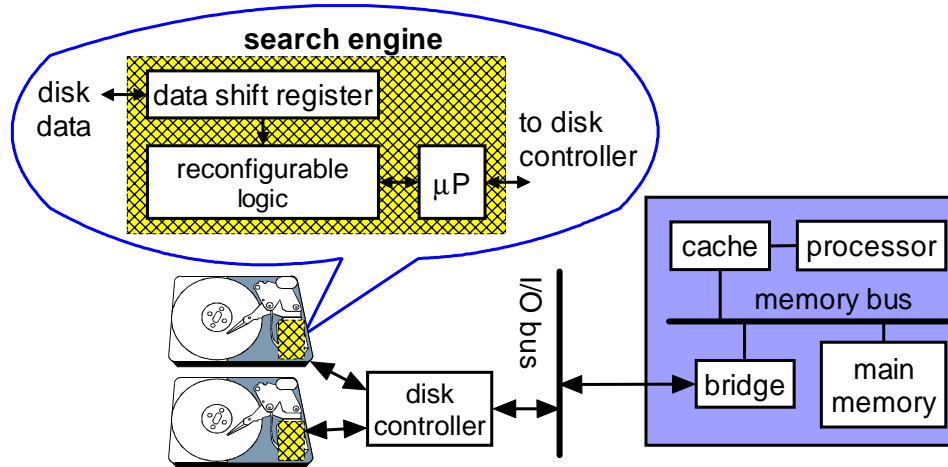 search engine
disk
data
data shift register
to disk
controller
reconfigurable
logic
μP
cache
processor
I/O bus
memory bus
disk
controller
bridge
main
memory